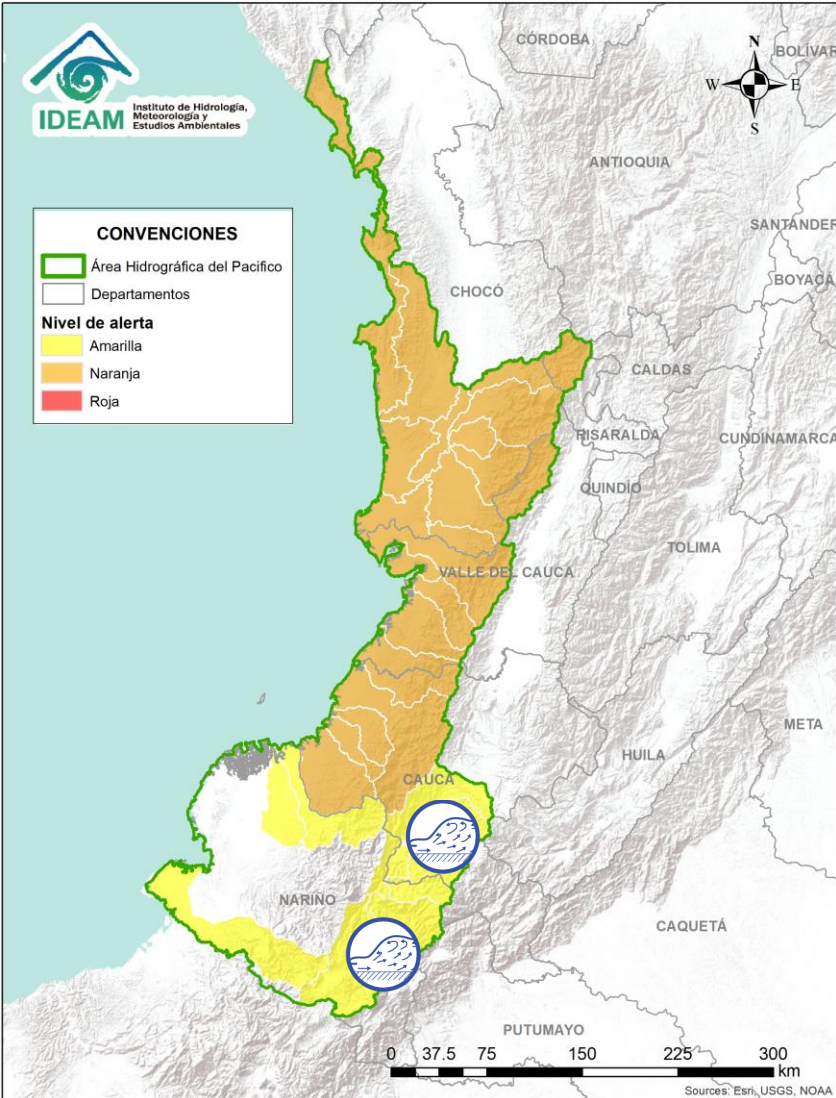 IDEAM
Instituto de Hidrología,
Meteorología y
Estudios Ambientales
N
W
E
S
CONVENCIONES
Área Hidrográfica del Pacifico
Departamentos
Nivel de alerta
Amarilla
Naranja
Roja
CÓRDOBA
BOLÍVAR
ANTIOQUIA
SANTANDER
BOYACÁ
CHOCÓ
CALDAS
RISARALDA
CUNDINAMARCA
QUINDÍO
TOLIMA
VALLE DEL CAUCA
META
HUILA
CAUCA
NARIÑO
CAQUETÁ
PUTUMAYO
0 37.5 75 150 225 300
km
Sources: Esri, USGS, NOAA